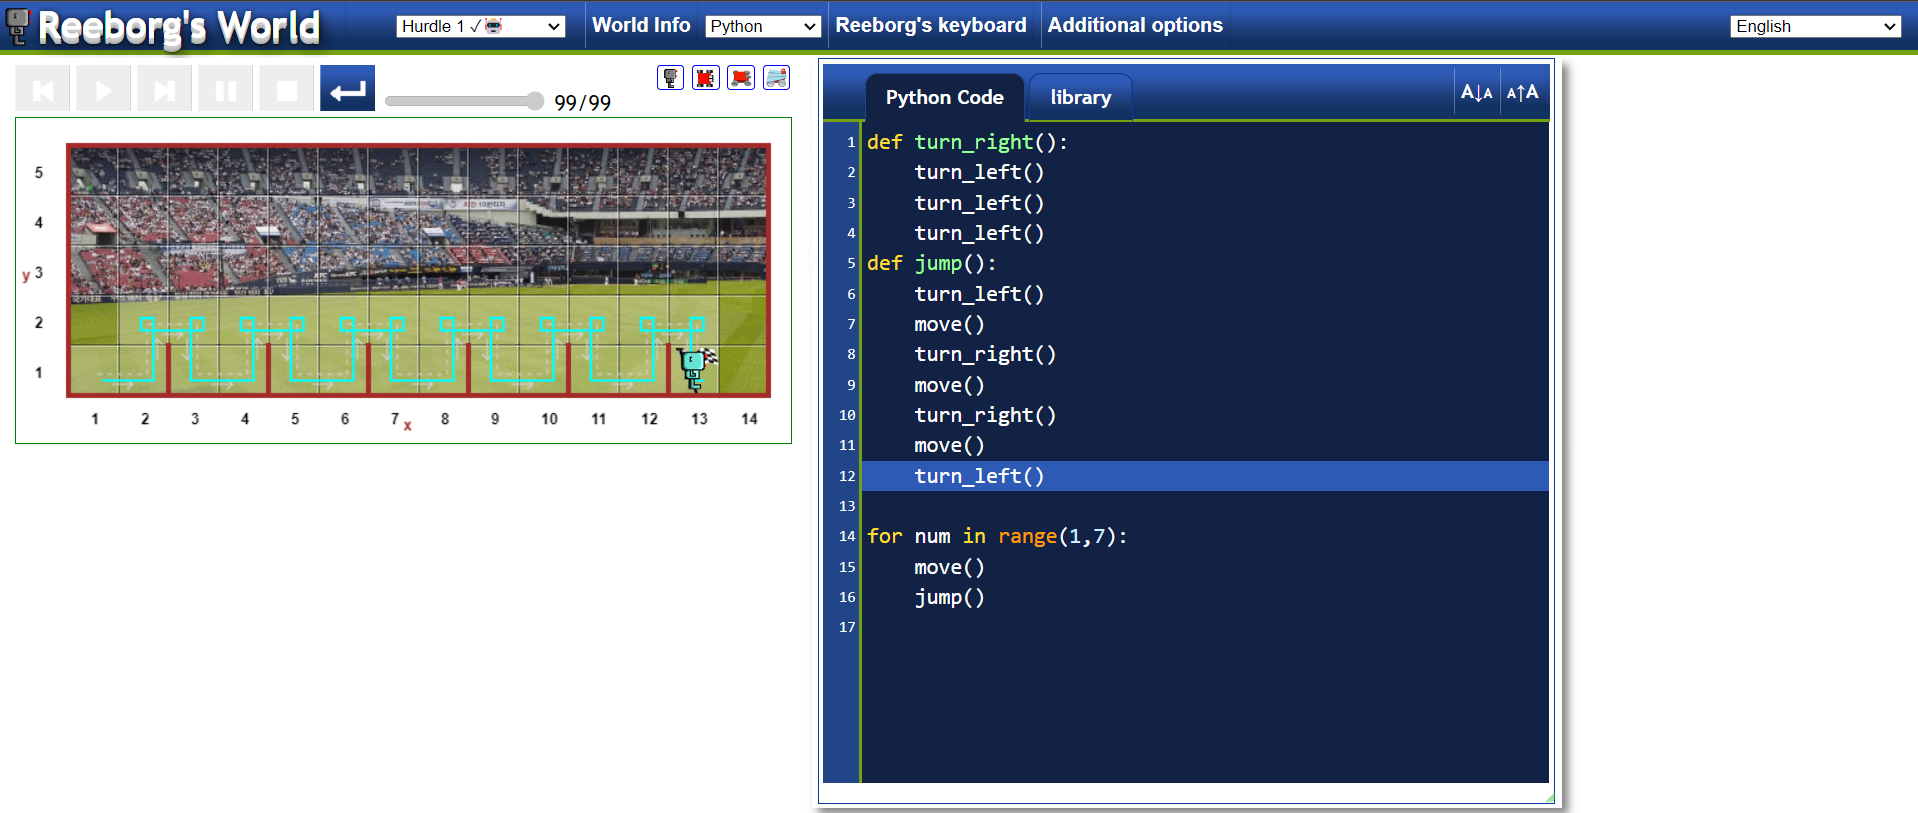 Reeborg's World
Hurdle 1 ✓ 🤖
World Info
Python
Reeborg's keyboard
Additional options
English
99/99
5
4
y 3
2
1
1 2 3 4 5 6 7 8 9 10 11 12 13 14
x
Python Code
library
A↓A
A↑A
1 def turn_right():
2     turn_left()
3     turn_left()
4     turn_left()
5 def jump():
6     turn_left()
7     move()
8     turn_right()
9     move()
10     turn_right()
11     move()
12     turn_left()
13
14 for num in range(1,7):
15     move()
16     jump()
17